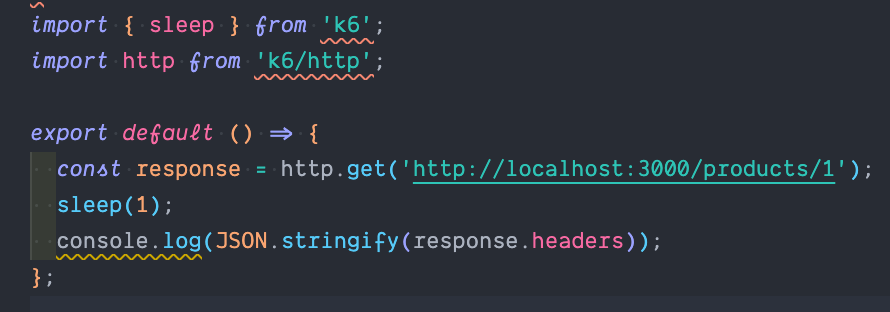 import { sleep } from 'k6';
import http from 'k6/http';
export default () => {
const response = http.get('http://localhost:3000/products/1');
sleep(1);
console.log(JSON.stringify(response.headers));
};